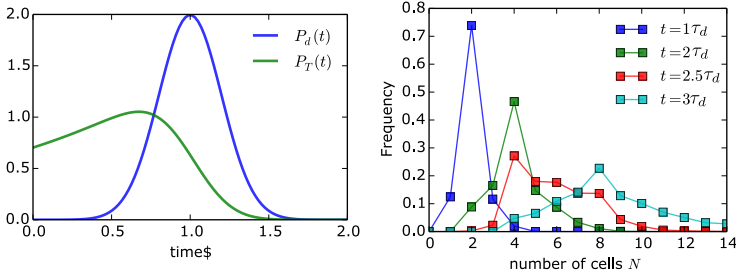 2.0
1.5
1.0
0.5
0.0
0.5
1.0
1.5
2.0
time$
P_d(t)
P_T(t)
Frequency
0.8
0.7
0.6
0.5
0.4
0.3
0.2
0.1
0.0
0
2
4
6
8
10
12
14
number of cells N
t=1τ_d
t=2τ_d
t=2.5τ_d
t=3τ_d